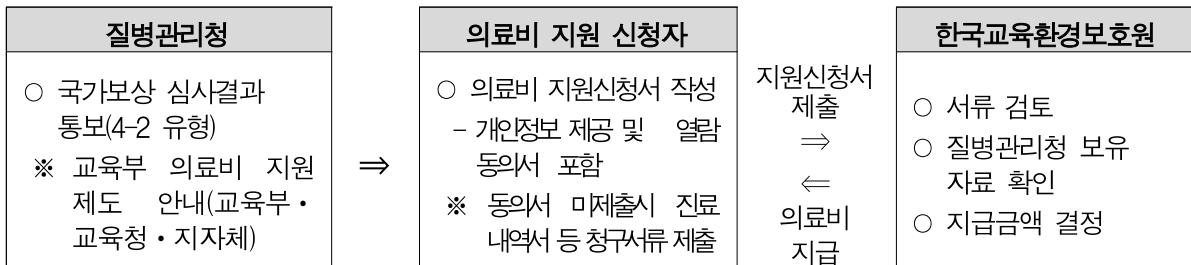 질병관리청
○ 국가보상 심사결과
통보(4-2 유형)
※ 교육부 의료비 지원
제도 안내(교육부·
교육청·지자체)
⇒
의료비 지원 신청자
○ 의료비 지원신청서 작성
- 개인정보 제공 및 열람
동의서 포함
※ 동의서 미제출시 진료
내역서 등 청구서류 제출
지원신청서
제출
⇒
⇐
의료비
지급
한국교육환경보호원
○ 서류 검토
○ 질병관리청 보유
자료 확인
○ 지급금액 결정